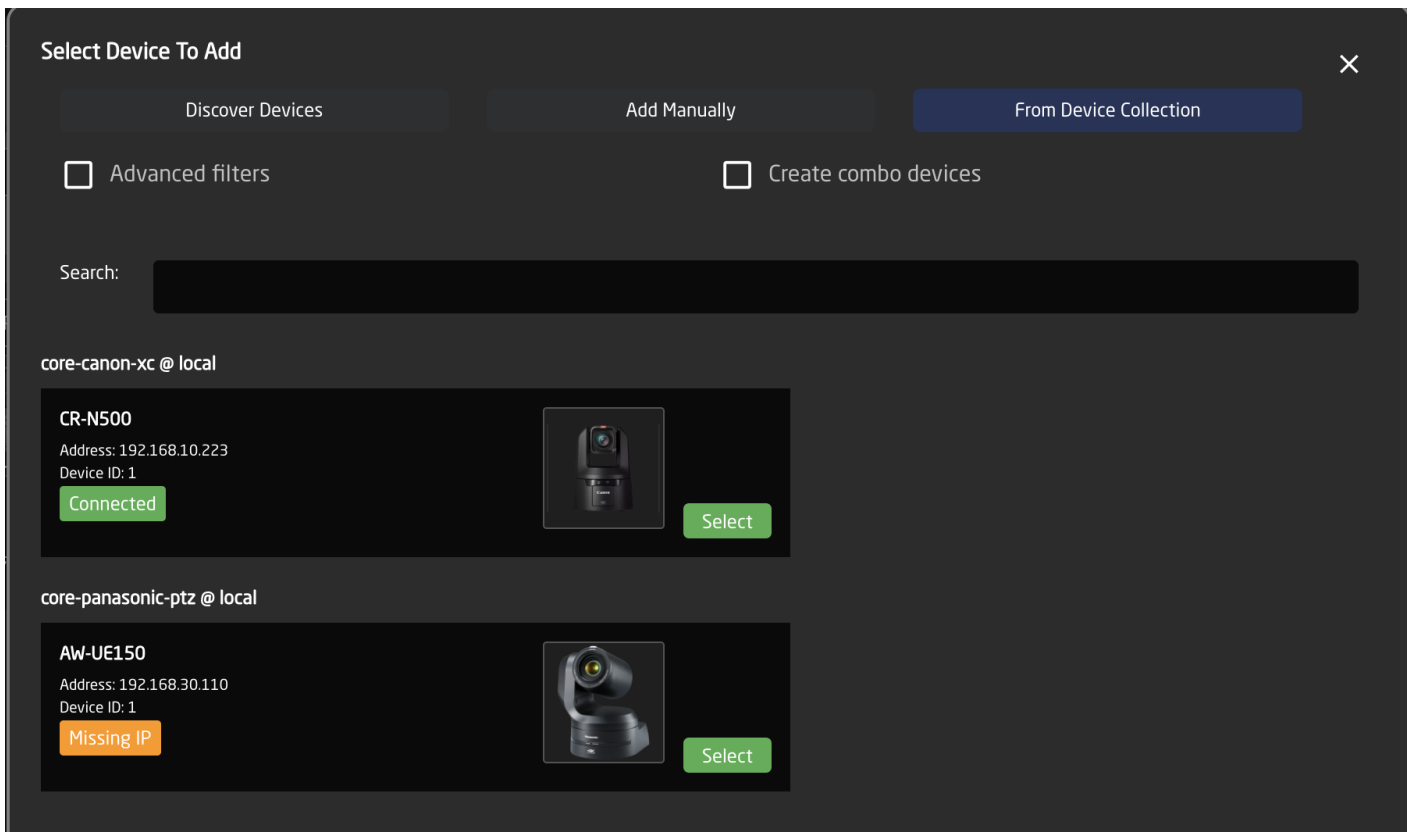 Select Device To Add
Discover Devices
Add Manually
From Device Collection
Advanced filters
Create combo devices
Search:
core-canon-xc @ local
CR-N500
Address: 192.168.10.223
Device ID: 1
Connected
Select
core-panasonic-ptz @ local
AW-UE150
Address: 192.168.30.110
Device ID: 1
Missing IP
Select